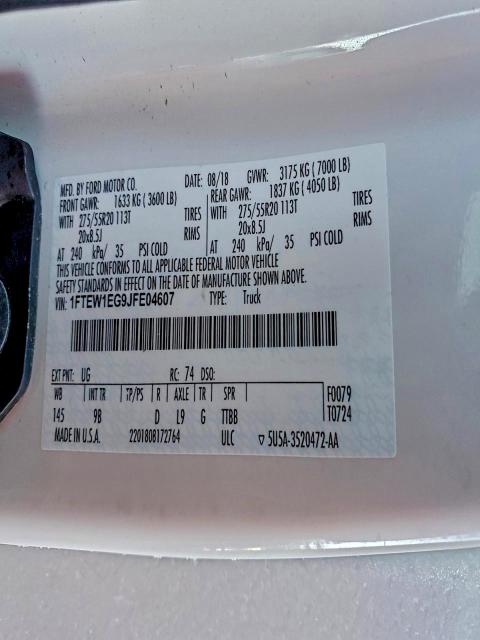 MFD. BY FORD MOTOR CO. DATE: 08/18 GVWR: 3175 KG ( 7000 LB)
FRONT GAWR: 1633 KG ( 3600 LB) REAR GAWR: 1837 KG ( 4050 LB)
WITH 275/55R20 113T TIRES WITH 275/55R20 113T TIRES
20x8.5J RIMS 20x8.5J RIMS
AT 240 kPa/ 35 PSI COLD AT 240 kPa/ 35 PSI COLD
THIS VEHICLE CONFORMS TO ALL APPLICABLE FEDERAL MOTOR VEHICLE
SAFETY STANDARDS IN EFFECT ON THE DATE OF MANUFACTURE SHOWN ABOVE.
VIN: 1FTEW1EG9JFE04607 TYPE: Truck
EXT PNT: UG RC: 74 DSO:
WB INT TR TP/PS R AXLE TR SPR F0079
145 9B D L9 G TTBB T0724
MADE IN U.S.A. 2201808172764 ULC ▽ 5U5A-3520472-AA